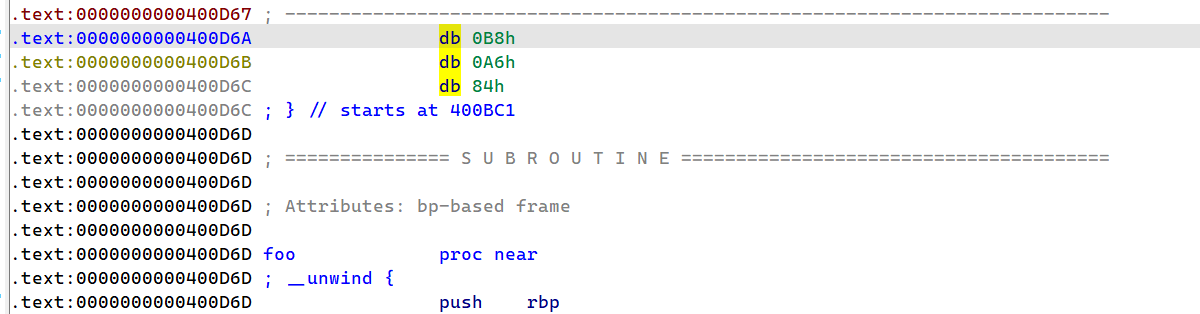 .text:0000000000400D67 ; ---------------------------------------------------------------------------
.text:0000000000400D6A                 db 0B8h
.text:0000000000400D6B                 db 0A6h
.text:0000000000400D6C                 db 84h
.text:0000000000400D6C ; } // starts at 400BC1
.text:0000000000400D6D
.text:0000000000400D6D ; =============== S U B R O U T I N E =======================================
.text:0000000000400D6D
.text:0000000000400D6D ; Attributes: bp-based frame
.text:0000000000400D6D
.text:0000000000400D6D foo             proc near
.text:0000000000400D6D ; __unwind {
.text:0000000000400D6D                 push    rbp